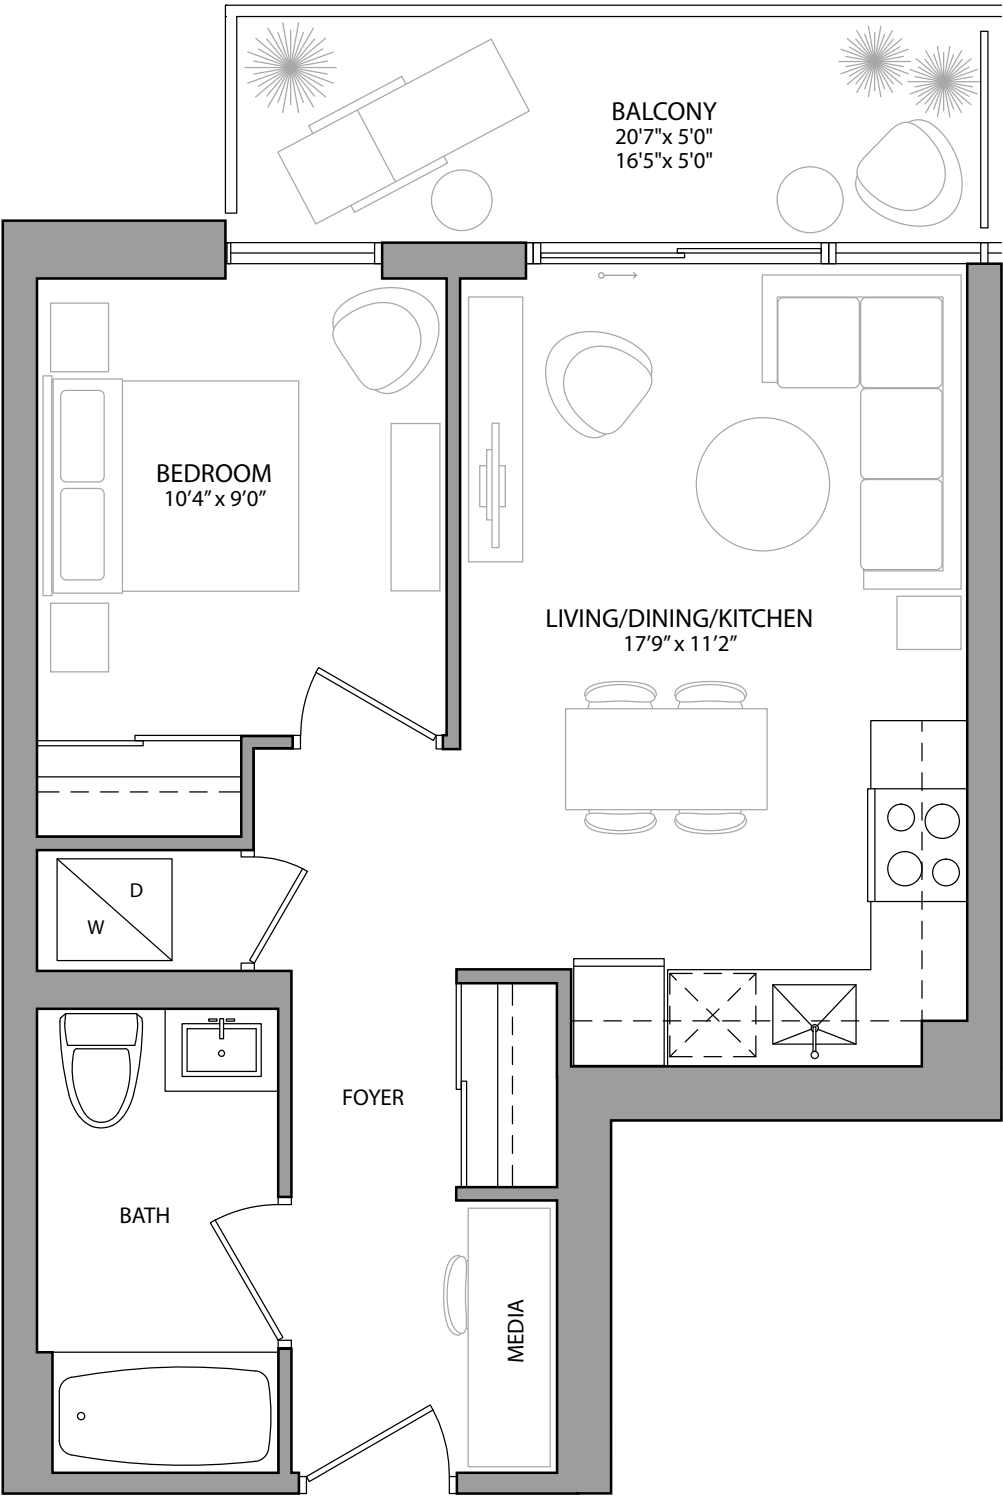 BALCONY
20'7"x 5'0"
16'5"x 5'0"
BEDROOM
10’4” x 9’0”
LIVING/DINING/KITCHEN
17’9” x 11’2”
D
W
FOYER
BATH
MEDIA